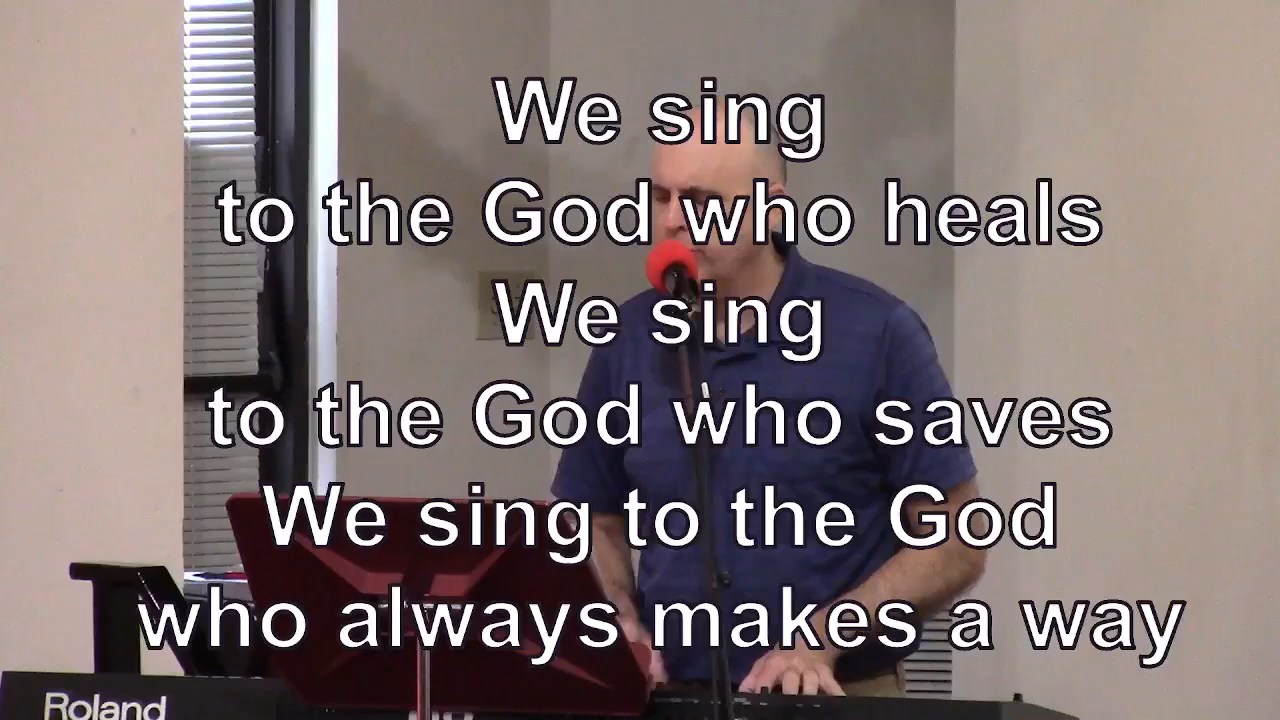 We sing
to the God who heals
We sing
to the God who saves
We sing to the God
who always makes a way
Roland